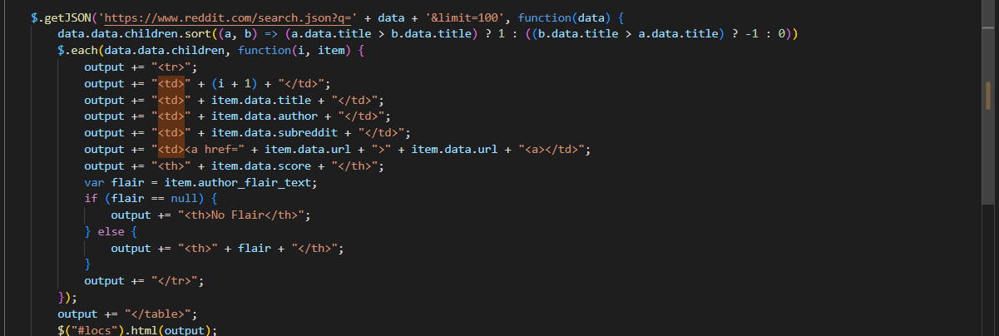 $.getJSON('https://www.reddit.com/search.json?q=' + data + '&limit=100', function(data) {
data.data.children.sort((a, b) => (a.data.title > b.data.title) ? 1 : ((b.data.title > a.data.title) ? -1 : 0))
$.each(data.data.children, function(i, item) {
output += "<tr>";
output += "<td>" + (i + 1) + "</td>";
output += "<td>" + item.data.title + "</td>";
output += "<td>" + item.data.author + "</td>";
output += "<td>" + item.data.subreddit + "</td>";
output += "<td><a href=" + item.data.url + ">" + item.data.url + "<a></td>";
output += "<th>" + item.data.score + "</th>";
var flair = item.author_flair_text;
if (flair == null) {
output += "<th>No Flair</th>";
} else {
output += "<th>" + flair + "</th>";
}
output += "</tr>";
});
output += "</table>";
$("#locs").html(output);